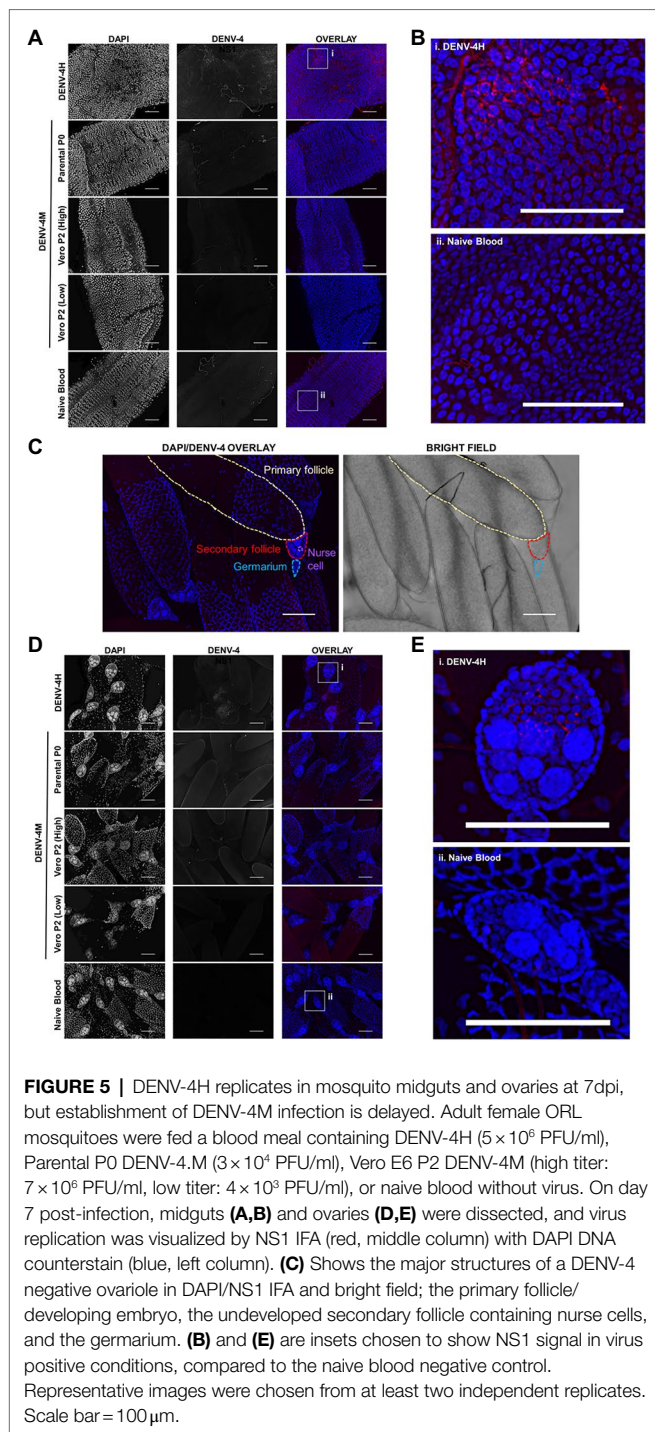 A
DAPI DENV-4 OVERLAY
NS1
DENV-4H
i
Parental P0
DENV-4M
Vero P2 (High)
Vero P2 (Low)
Naive Blood
ii
B
i. DENV-4H
ii. Naive Blood
C
DAPI/DENV-4 OVERLAY BRIGHT FIELD
Primary follicle
Secondary follicle
Nurse
cell
Germarium
D
DAPI DENV-4 OVERLAY
NS1
DENV-4H
i
Parental P0
DENV-4M
Vero P2 (High)
Vero P2 (Low)
Naive Blood
ii
E
i. DENV-4H
ii. Naive Blood
FIGURE 5 | DENV-4H replicates in mosquito midguts and ovaries at 7dpi,
but establishment of DENV-4M infection is delayed. Adult female ORL
mosquitoes were fed a blood meal containing DENV-4H (5 × 10⁶ PFU/ml),
Parental P0 DENV-4.M (3 × 10⁴ PFU/ml), Vero E6 P2 DENV-4M (high titer:
7 × 10⁶ PFU/ml, low titer: 4 × 10³ PFU/ml), or naive blood without virus. On day
7 post-infection, midguts (A,B) and ovaries (D,E) were dissected, and virus
replication was visualized by NS1 IFA (red, middle column) with DAPI DNA
counterstain (blue, left column). (C) Shows the major structures of a DENV-4
negative ovariole in DAPI/NS1 IFA and bright field; the primary follicle/
developing embryo, the undeveloped secondary follicle containing nurse cells,
and the germarium. (B) and (E) are insets chosen to show NS1 signal in virus
positive conditions, compared to the naive blood negative control.
Representative images were chosen from at least two independent replicates.
Scale bar = 100 μm.